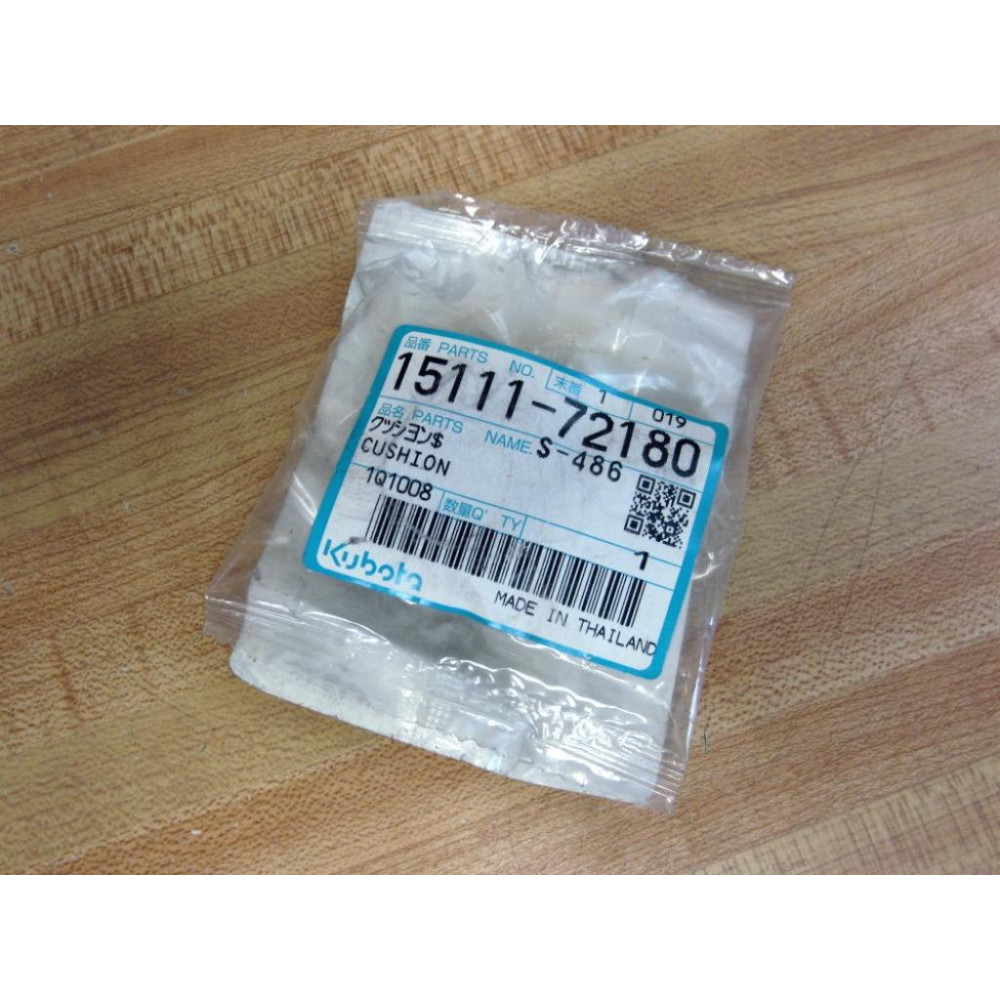 品番 PARTS NO. 末番 1 019
15111-72180
品名 PARTS NAME S-486
クッシヨン$
CUSHION
1Q1008 数量Q'TY 1
Kubota
MADE IN THAILAND